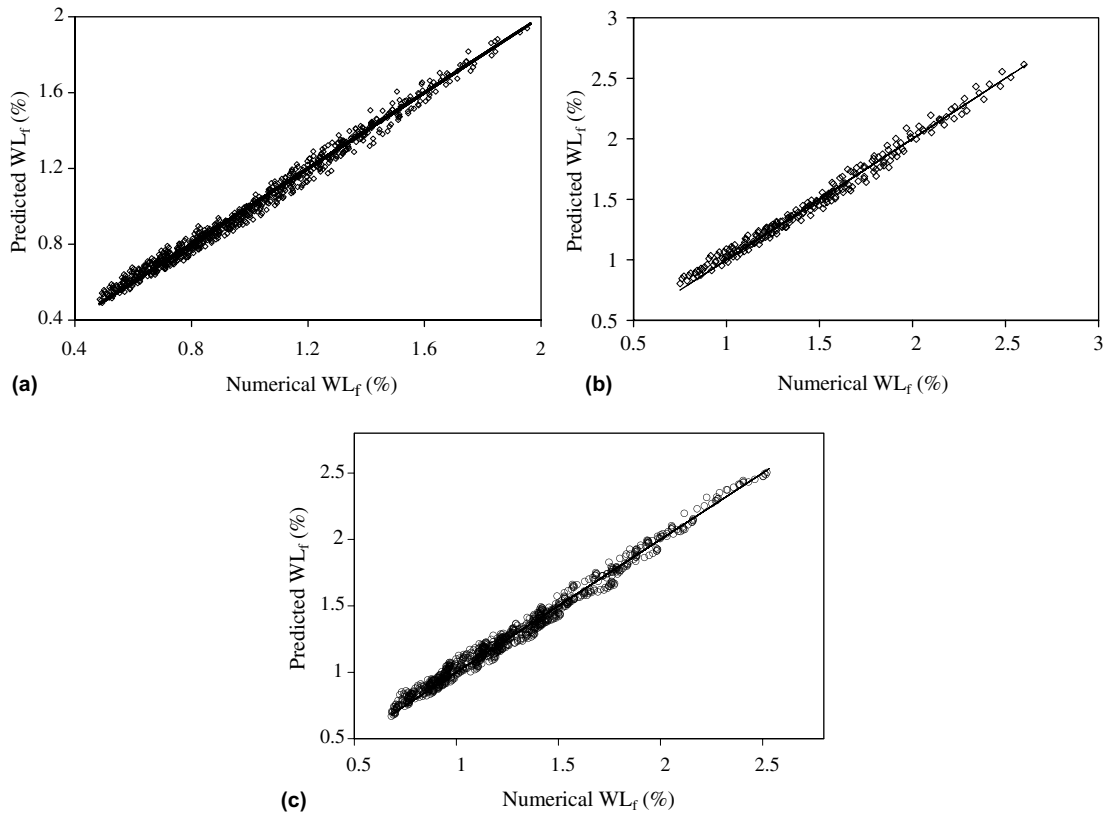 2
1.6
1.2
0.8
0.4
Predicted WLf (%)
0.4 0.8 1.2 1.6 2
Numerical WLf (%)
(a)
3
2.5
2
1.5
1
0.5
Predicted WLf (%)
0.5 1 1.5 2 2.5 3
Numerical WLf (%)
(b)
2.5
2
1.5
1
0.5
Predicted WLf (%)
0.5 1 1.5 2 2.5
Numerical WLf (%)
(c)